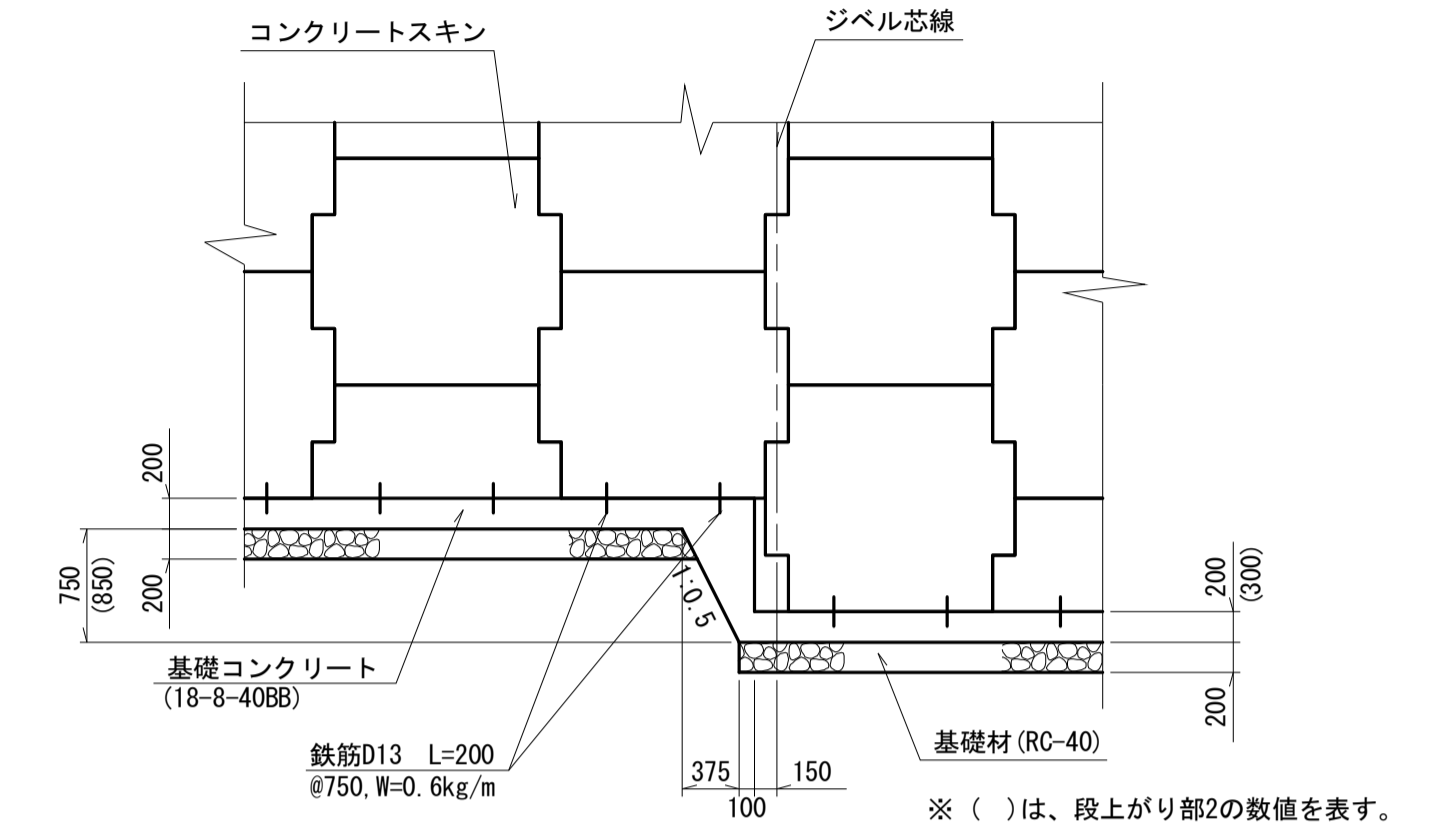 コンクリートスキン
ジベル芯線
200
750
(850)
200
1:0.5
200
(300)
200
基礎コンクリート
(18-8-40BB)
基礎材(RC-40)
鉄筋D13　L=200
@750,W=0.6kg/m
375
150
100
※（　）は、段上がり部2の数値を表す。